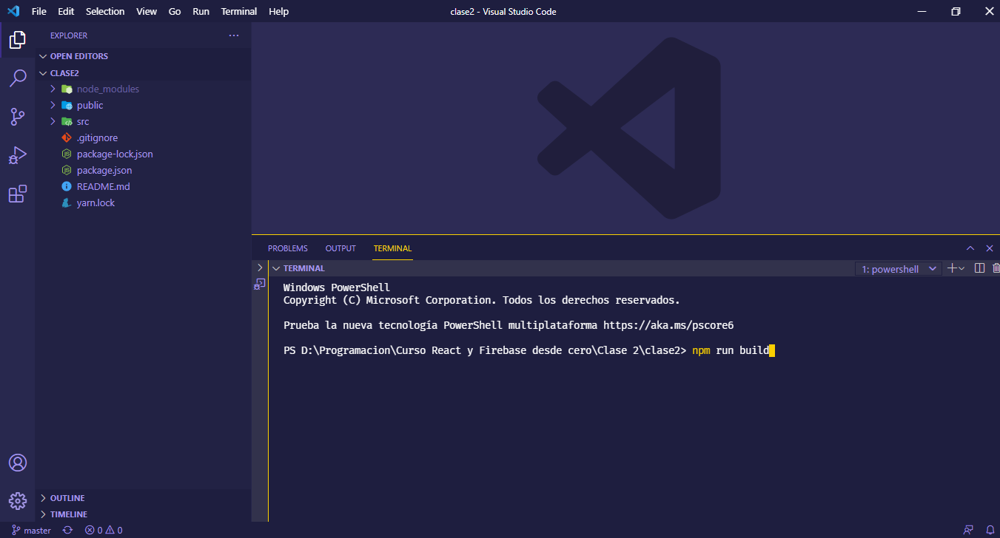 File Edit Selection View Go Run Terminal Help
clase2 - Visual Studio Code
EXPLORER
OPEN EDITORS
CLASE2
node_modules
public
src
.gitignore
package-lock.json
package.json
README.md
yarn.lock
OUTLINE
TIMELINE
PROBLEMS OUTPUT TERMINAL
TERMINAL
1: powershell
Windows PowerShell
Copyright (C) Microsoft Corporation. Todos los derechos reservados.
Prueba la nueva tecnología PowerShell multiplataforma https://aka.ms/pscore6
PS D:\Programacion\Curso React y Firebase desde cero\Clase 2\clase2> npm run build
master 0 0